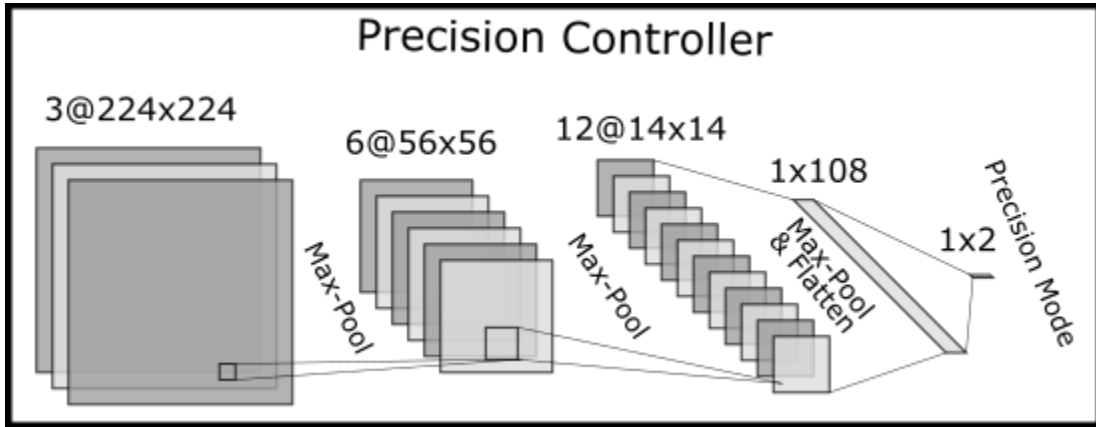 Precision Controller
3@224x224
6@56x56
12@14x14
1x108
1x2
Max-Pool
Max-Pool
Max-Pool
& Flatten
Precision Mode